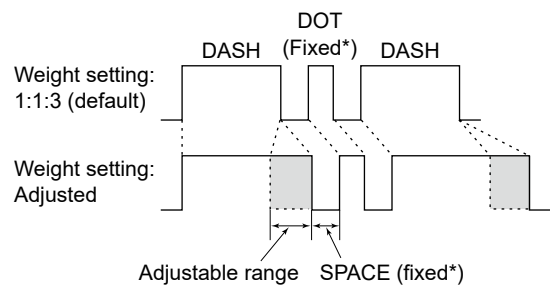 DOT
DASH (Fixed*) DASH
Weight setting:
1:1:3 (default)
Weight setting:
Adjusted
Adjustable range SPACE (fixed*)